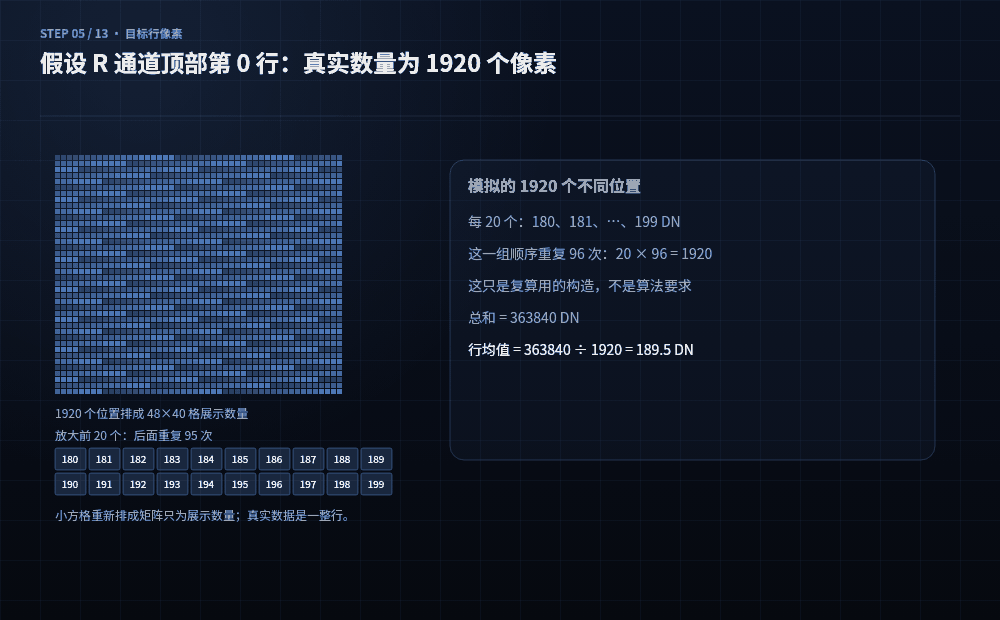 STEP 05 / 13 · 目标行像素
假设 R 通道顶部第 0 行：真实数量为 1920 个像素
模拟的 1920 个不同位置
每 20 个：180、181、…、199 DN
这一组顺序重复 96 次：20 × 96 = 1920
这只是复算用的构造，不是算法要求
总和 = 363840 DN
行均值 = 363840 ÷ 1920 = 189.5 DN
1920 个位置排成 48×40 格展示数量
放大前 20 个：后面重复 95 次
180 181 182 183 184 185 186 187 188 189
190 191 192 193 194 195 196 197 198 199
小方格重新排成矩阵只为展示数量；真实数据是一整行。